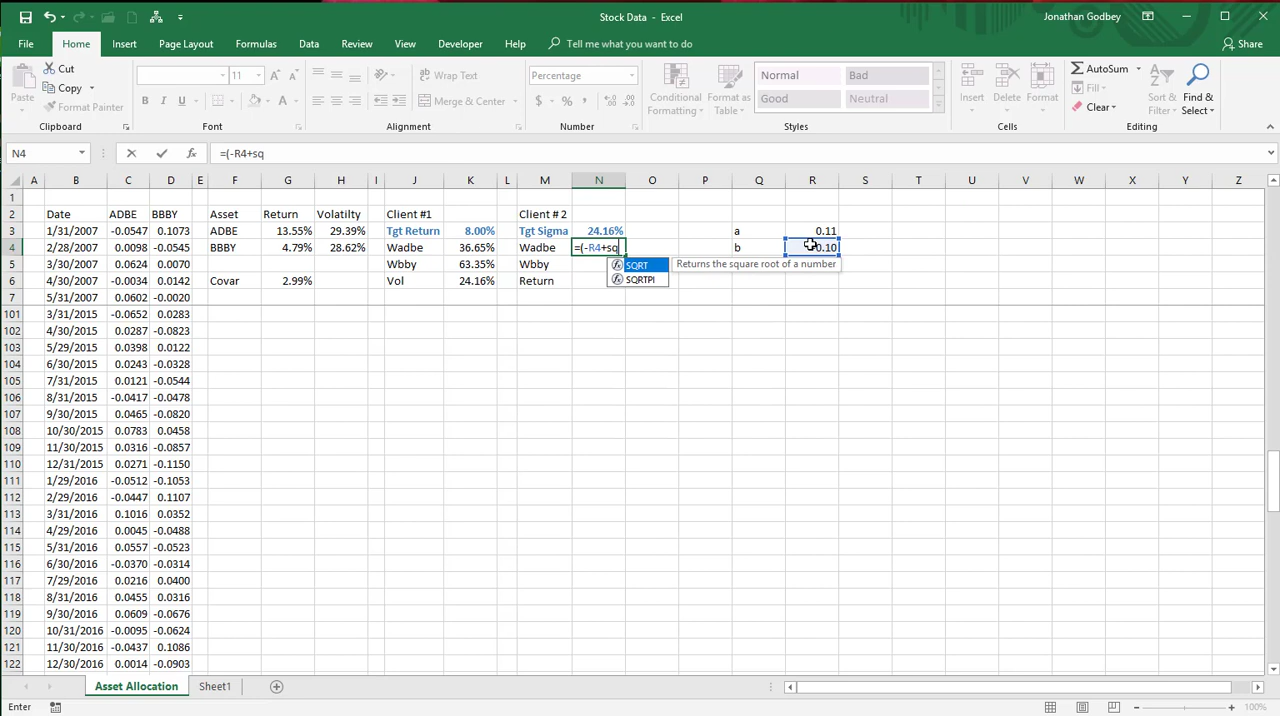 Stock Data - Excel
Jonathan Godbey
File Home Insert Page Layout Formulas Data Review View Developer Help Tell me what you want to do Share
Cut
Copy
Format Painter
Paste
11
Wrap Text
Merge & Center
Percentage
Conditional Formatting
Format as Table
Normal Bad
Good Neutral
Insert Delete Format
AutoSum
Fill
Clear
Sort & Filter
Find & Select
Clipboard Font Alignment Number Styles Cells Editing
N4 =(-R4+sq
A B C D E F G H I J K L M N O P Q R S T U V W X Y Z
1
2 Date ADBE BBBY Asset Return Volatilty Client #1 Client # 2
3 1/31/2007 -0.0547 0.1073 ADBE 13.55% 29.39% Tgt Return 8.00% Tgt Sigma 24.16% a 0.11
4 2/28/2007 0.0098 -0.0545 BBBY 4.79% 28.62% Wadbe 36.65% Wadbe =(-R4+sq b 0.10
5 3/30/2007 0.0624 0.0083 Wbby 63.35% Wbby SQRT Returns the square root of a number
6 4/30/2007 -0.0034 0.0142 Covar 2.99% Vol 24.16% Return SQRTPI
7 5/31/2007 0.0602 -0.0020
101 3/31/2015 -0.0652 0.0283
102 4/30/2015 0.0287 -0.0823
103 5/29/2015 0.0398 0.0122
104 6/30/2015 0.0243 -0.0328
105 7/31/2015 0.0121 -0.0544
106 8/31/2015 -0.0417 -0.0478
107 9/30/2015 0.0465 -0.0820
108 10/30/2015 0.0783 0.0458
109 11/30/2015 0.0316 -0.0857
110 12/31/2015 0.0271 -0.1150
111 1/29/2016 -0.0512 -0.1053
112 2/29/2016 -0.0447 0.1107
113 3/31/2016 0.1016 0.0352
114 4/29/2016 0.0045 -0.0488
115 5/31/2016 0.0557 -0.0523
116 6/30/2016 -0.0370 -0.0314
117 7/29/2016 0.0216 0.0400
118 8/31/2016 0.0455 0.0316
119 9/30/2016 0.0609 -0.0676
120 10/31/2016 -0.0095 -0.0624
121 11/30/2016 -0.0437 0.1086
122 12/30/2016 0.0014 -0.0903
Asset Allocation Sheet1
Enter 100%